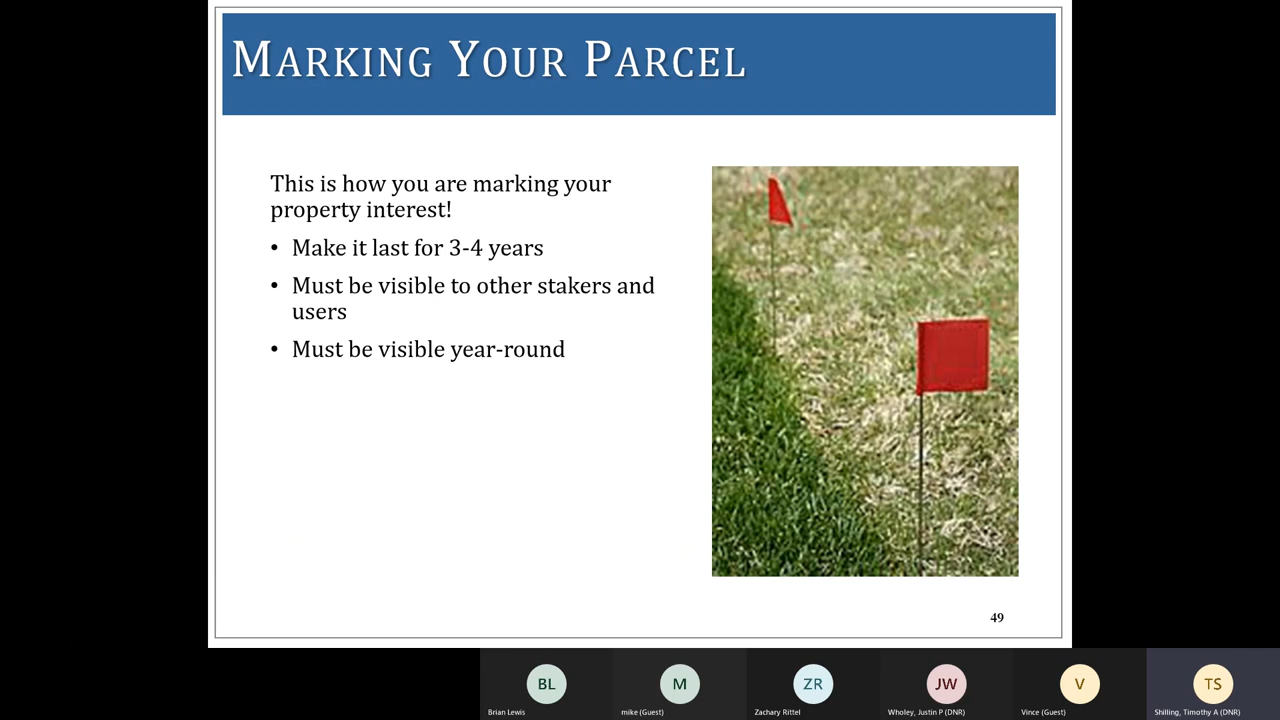 Marking Your Parcel
This is how you are marking your
property interest!
• Make it last for 3-4 years
• Must be visible to other stakers and
users
• Must be visible year-round
49
BL
M
ZR
JW
V
TS
Brian Lewis
mike (Guest)
Zachary Rittel
Wholey, Justin P (DNR)
Vince (Guest)
Shilling, Timothy A (DNR)